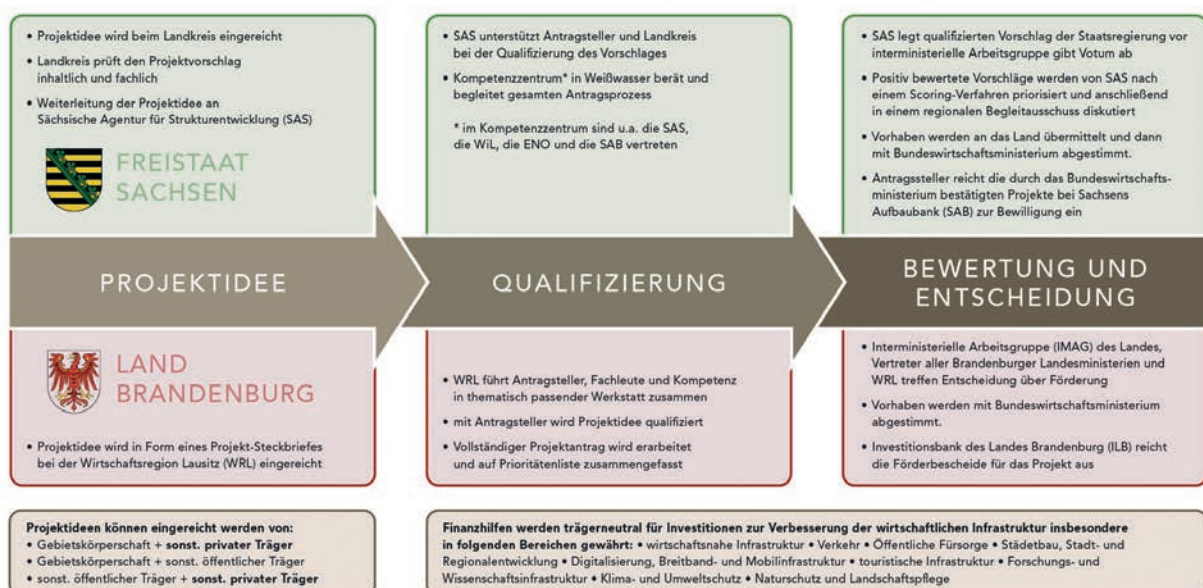 • Projektidee wird beim Landkreis eingereicht
• Landkreis prüft den Projektvorschlag
inhaltlich und fachlich
• Weiterleitung der Projektidee an
Sächsische Agentur für Strukturentwicklung (SAS)
FREISTAAT
SACHSEN
• SAS unterstützt Antragsteller und Landkreis
bei der Qualifizierung des Vorschlages
• Kompetenzzentrum* in Weißwasser berät und
begleitet gesamten Antragsprozess
* im Kompetenzzentrum sind u.a. die SAS,
die WiL, die ENO und die SAB vertreten
• SAS legt qualifizierten Vorschlag der Staatsregierung vor
interministerielle Arbeitsgruppe gibt Votum ab
• Positiv bewertete Vorschläge werden von SAS nach
einem Scoring-Verfahren priorisiert und anschließend
in einem regionalen Begleitausschuss diskutiert
• Vorhaben werden an das Land übermittelt und dann
mit Bundeswirtschaftsministerium abgestimmt.
• Antragssteller reicht die durch das Bundeswirtschafts-
ministerium bestätigten Projekte bei Sachsens
Aufbaubank (SAB) zur Bewilligung ein
PROJEKTIDEE
QUALIFIZIERUNG
BEWERTUNG UND
ENTSCHEIDUNG
LAND
BRANDENBURG
• Projektidee wird in Form eines Projekt-Steckbriefes
bei der Wirtschaftsregion Lausitz (WRL) eingereicht
• WRL führt Antragsteller, Fachleute und Kompetenz
in thematisch passender Werkstatt zusammen
• mit Antragsteller wird Projektidee qualifiziert
• Vollständiger Projektantrag wird erarbeitet
und auf Prioritätenliste zusammengefasst
• Interministerielle Arbeitsgruppe (IMAG) des Landes,
Vertreter aller Brandenburger Landesministerien und
WRL treffen Entscheidung über Förderung
• Vorhaben werden mit Bundeswirtschaftsministerium
abgestimmt.
• Investitionsbank des Landes Brandenburg (ILB) reicht
die Förderbescheide für das Projekt aus
Projektideen können eingereicht werden von:
• Gebietskörperschaft + sonst. privater Träger
• Gebietskörperschaft + sonst. öffentlicher Träger
• sonst. öffentlicher Träger + sonst. privater Träger
Finanzhilfen werden trägerneutral für Investitionen zur Verbesserung der wirtschaftlichen Infrastruktur insbesondere
in folgenden Bereichen gewährt: • wirtschaftsnahe Infrastruktur • Verkehr • Öffentliche Fürsorge • Städetbau, Stadt- und
Regionalentwicklung • Digitalisierung, Breitband- und Mobilinfrastruktur • touristische Infrastruktur • Forschungs- und
Wissenschaftsinfrastruktur • Klima- und Umweltschutz • Naturschutz und Landschaftspflege